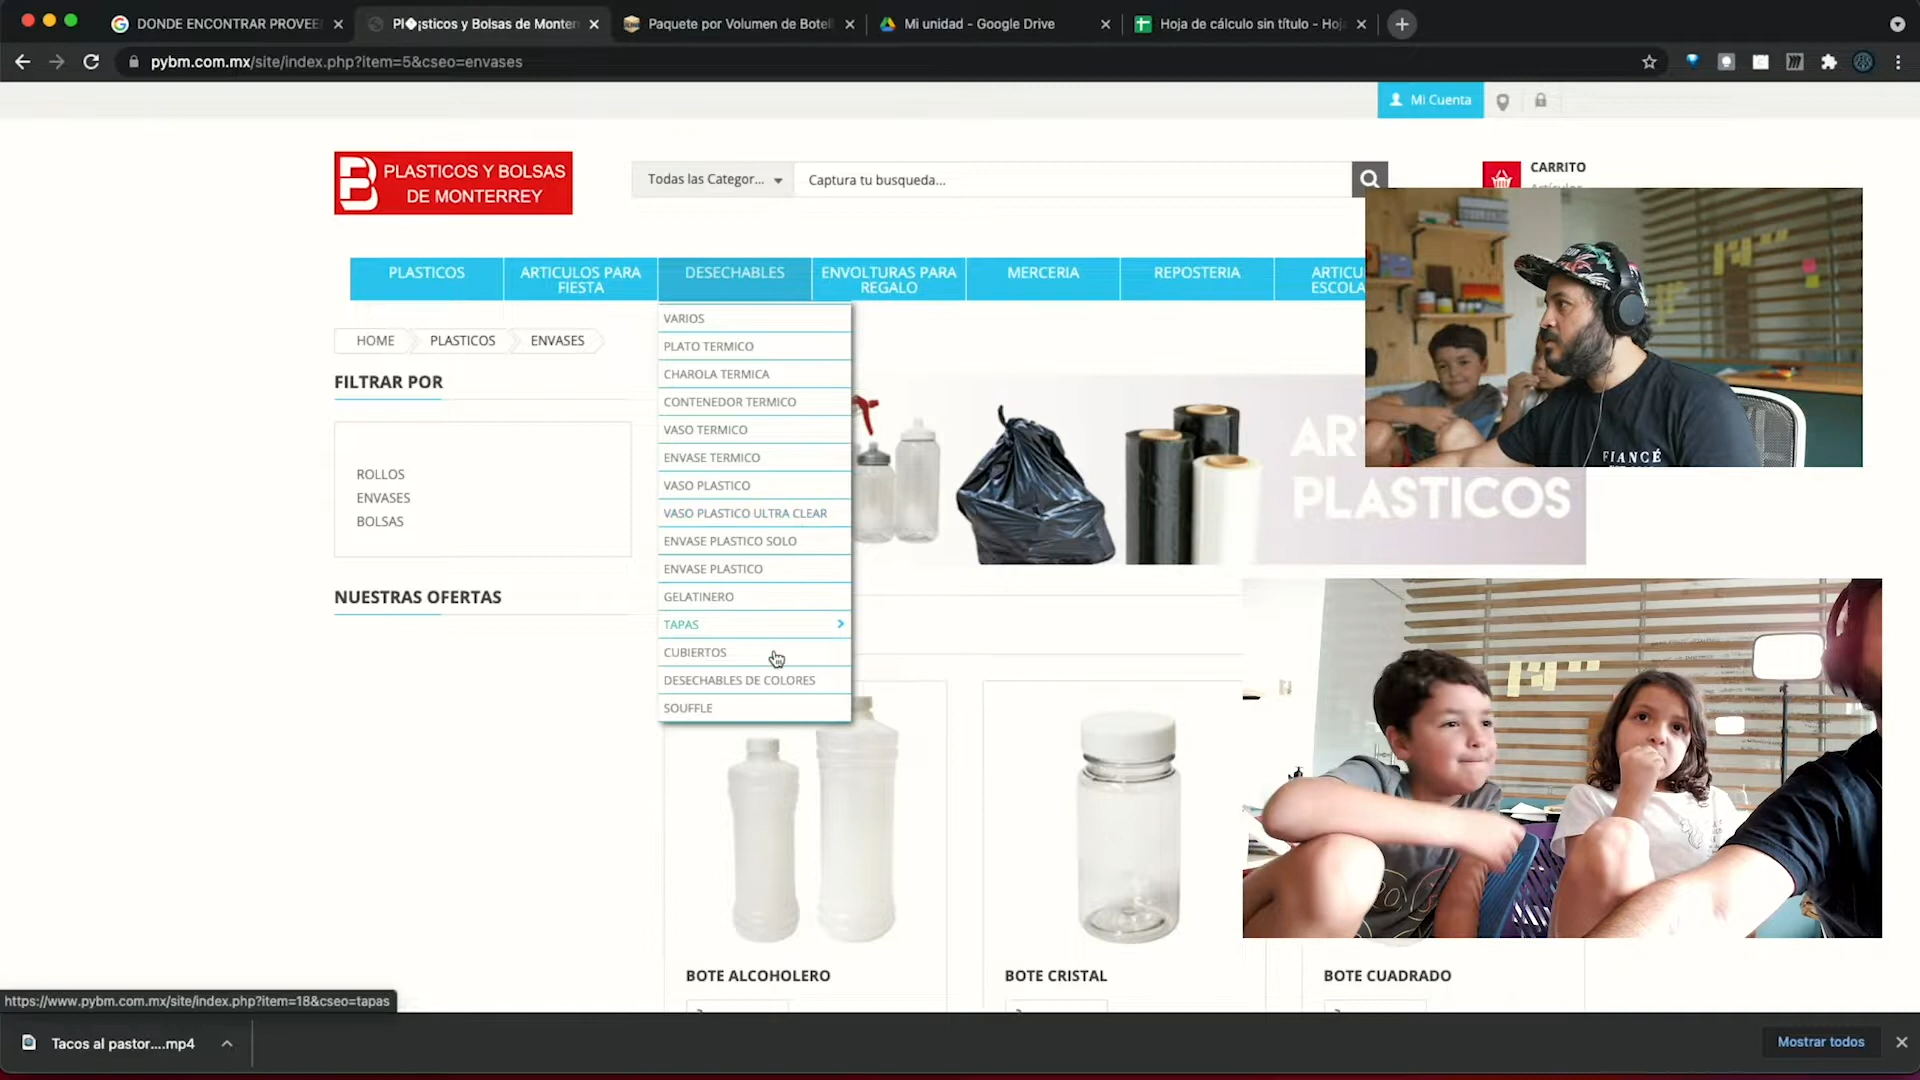 DONDE ENCONTRAR PROVEE
Pl�¡sticos y Bolsas de Monter
Paquete por Volumen de Botel
Mi unidad - Google Drive
Hoja de cálculo sin título - Hoj
pybm.com.mx/site/index.php?item=5&cseo=envases
Mi Cuenta
PLASTICOS Y BOLSAS
DE MONTERREY
Todas las Categor...
Captura tu busqueda...
CARRITO
PLASTICOS
ARTICULOS PARA
FIESTA
DESECHABLES
ENVOLTURAS PARA
REGALO
MERCERIA
REPOSTERIA
ARTICU
ESCOLA
HOME
PLASTICOS
ENVASES
FILTRAR POR
ROLLOS
ENVASES
BOLSAS
NUESTRAS OFERTAS
VARIOS
PLATO TERMICO
CHAROLA TERMICA
CONTENEDOR TERMICO
VASO TERMICO
ENVASE TERMICO
VASO PLASTICO
VASO PLASTICO ULTRA CLEAR
ENVASE PLASTICO SOLO
ENVASE PLASTICO
GELATINERO
TAPAS
CUBIERTOS
DESECHABLES DE COLORES
SOUFFLE
AR
PLASTICOS
FIANCÉ
BOTE ALCOHOLERO
BOTE CRISTAL
BOTE CUADRADO
https://www.pybm.com.mx/site/index.php?item=18&cseo=tapas
Tacos al pastor....mp4
Mostrar todos